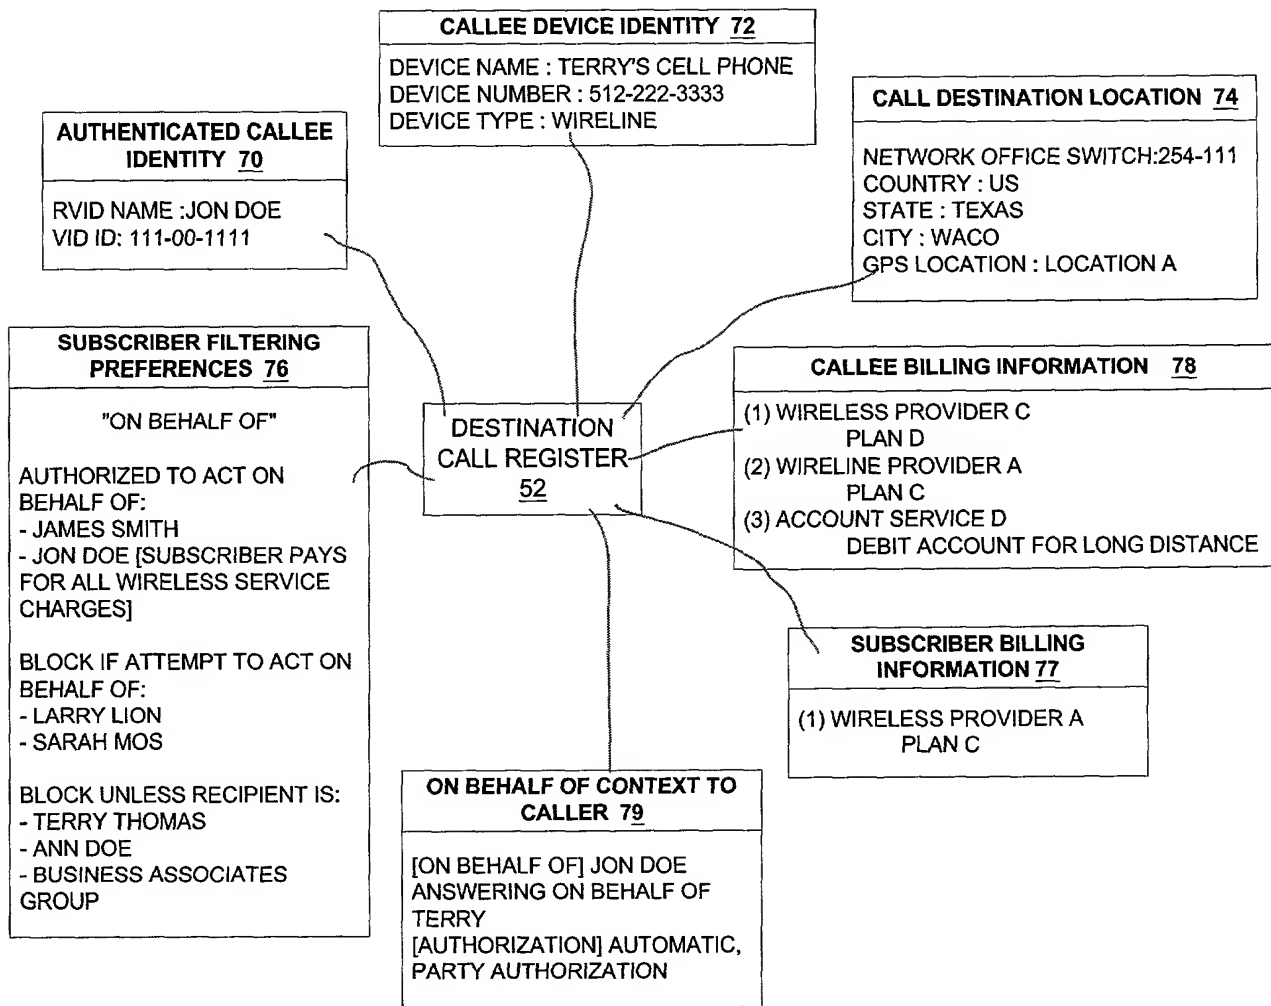 CALLEE DEVICE IDENTITY 72
DEVICE NAME : TERRY'S CELL PHONE
DEVICE NUMBER : 512-222-3333
DEVICE TYPE : WIRELINE
CALL DESTINATION LOCATION 74
NETWORK OFFICE SWITCH:254-111
COUNTRY : US
STATE : TEXAS
CITY : WACO
GPS LOCATION : LOCATION A
AUTHENTICATED CALLEE
IDENTITY 70
RVID NAME :JON DOE
VID ID: 111-00-1111
SUBSCRIBER FILTERING
PREFERENCES 76
"ON BEHALF OF"
AUTHORIZED TO ACT ON
BEHALF OF:
- JAMES SMITH
- JON DOE [SUBSCRIBER PAYS
FOR ALL WIRELESS SERVICE
CHARGES]
BLOCK IF ATTEMPT TO ACT ON
BEHALF OF:
- LARRY LION
- SARAH MOS
BLOCK UNLESS RECIPIENT IS:
- TERRY THOMAS
- ANN DOE
- BUSINESS ASSOCIATES
GROUP
DESTINATION
CALL REGISTER
52
CALLEE BILLING INFORMATION 78
(1) WIRELESS PROVIDER C
PLAN D
(2) WIRELINE PROVIDER A
PLAN C
(3) ACCOUNT SERVICE D
DEBIT ACCOUNT FOR LONG DISTANCE
SUBSCRIBER BILLING
INFORMATION 77
(1) WIRELESS PROVIDER A
PLAN C
ON BEHALF OF CONTEXT TO
CALLER 79
[ON BEHALF OF] JON DOE
ANSWERING ON BEHALF OF
TERRY
[AUTHORIZATION] AUTOMATIC,
PARTY AUTHORIZATION